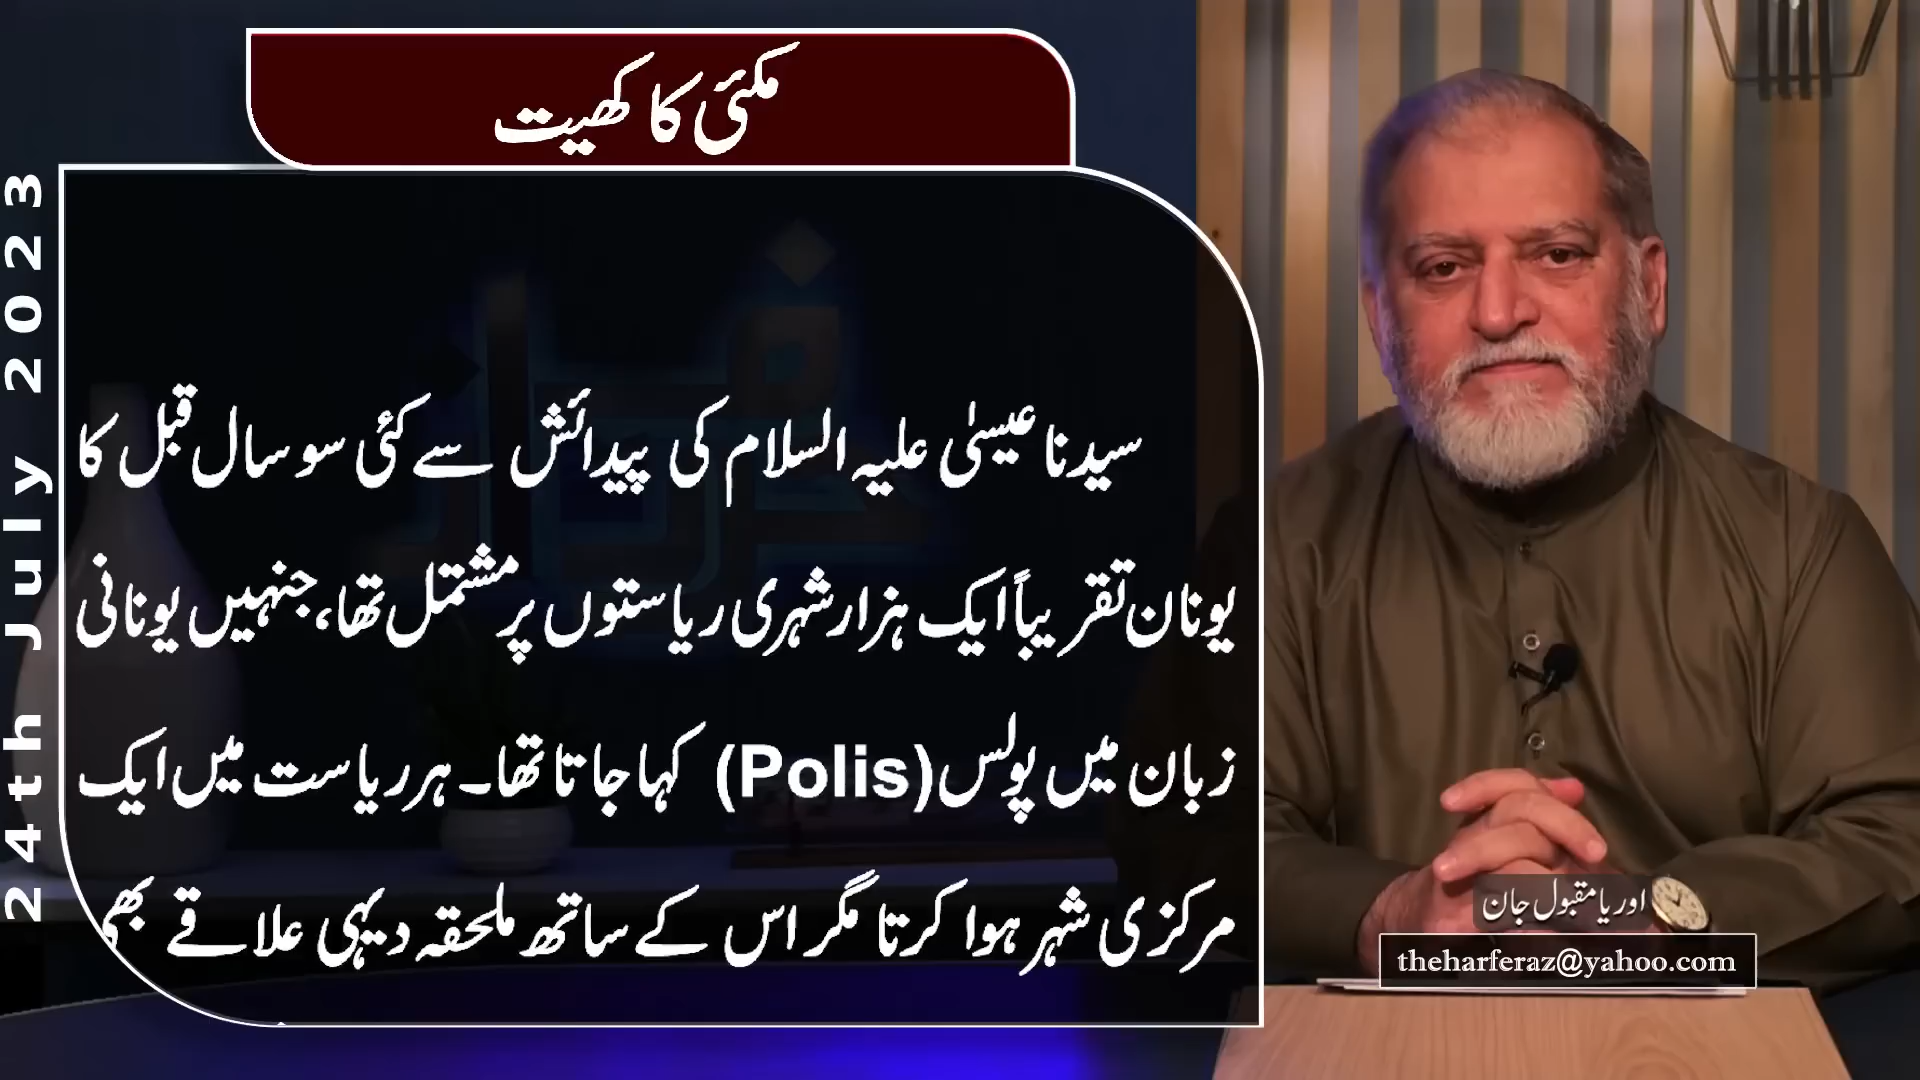 مکئی کا کھیت
24th July 2023
سیدنا عیسیٰ علیہ السلام کی پیدائش سے کئی سو سال قبل کا
یونان تقریباً ایک ہزار شہری ریاستوں پر مشتمل تھا، جنہیں یونانی
زبان میں پولس (Polis) کہا جاتا تھا۔ ہر ریاست میں ایک
مرکزی شہر ہوا کرتا مگر اس کے ساتھ ملحقہ دیہی علاقے بھی
اوریا مقبول جان
theharferaz@yahoo.com